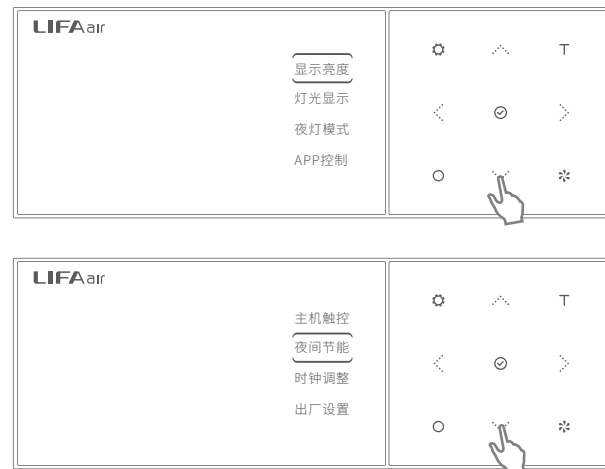 LIFAair
显示亮度
灯光显示
夜灯模式
APP控制
T
LIFAair
主机触控
夜间节能
时钟调整
出厂设置
T